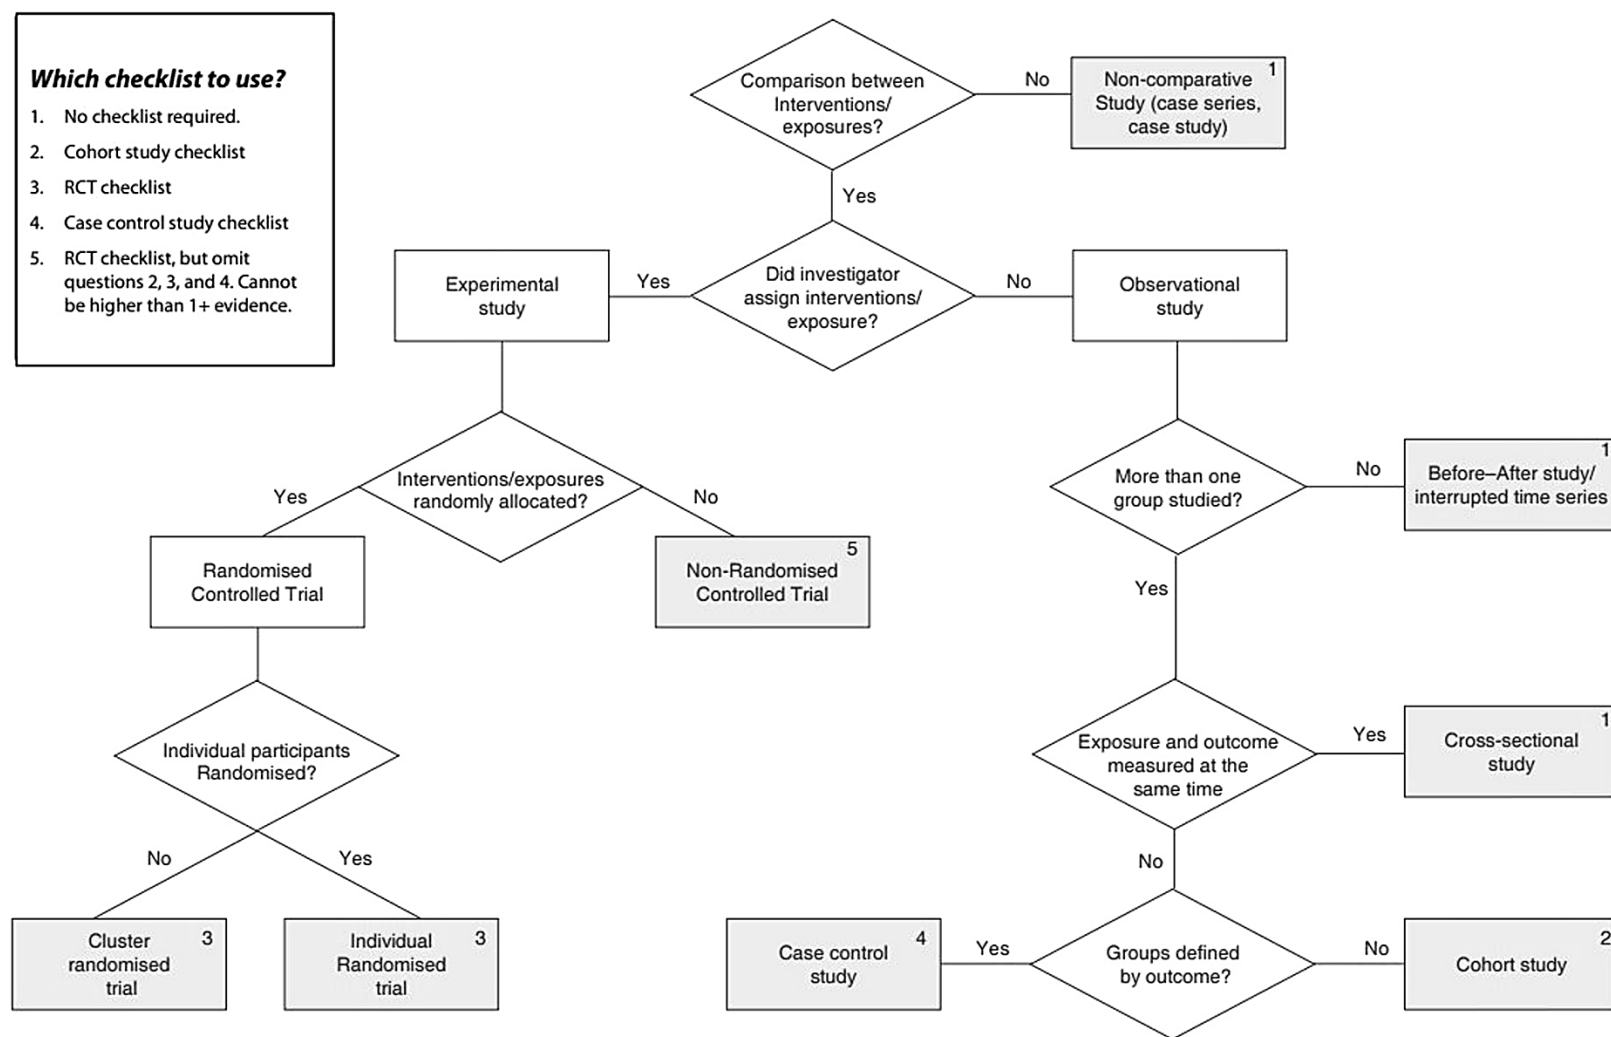 Which checklist to use?
1. No checklist required.
2. Cohort study checklist
3. RCT checklist
4. Case control study checklist
5. RCT checklist, but omit
questions 2, 3, and 4. Cannot
be higher than 1+ evidence.
Comparison between
Interventions/
exposures?
No
1
Non-comparative
Study (case series,
case study)
Yes
Experimental
study
Yes
Did investigator
assign interventions/
exposure?
No
Observational
study
Interventions/exposures
randomly allocated?
Yes
No
More than one
group studied?
No
1
Before–After study/
interrupted time series
Randomised
Controlled Trial
5
Non-Randomised
Controlled Trial
Yes
Individual participants
Randomised?
Exposure and outcome
measured at the
same time
Yes
1
Cross-sectional
study
No
Yes
No
Cluster
randomised
trial
3
Individual
Randomised
trial
3
Case control
study
4
Yes
Groups defined
by outcome?
No
2
Cohort study